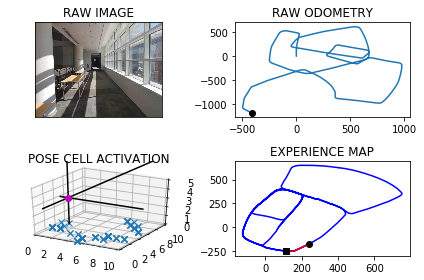 RAW IMAGE
RAW ODOMETRY
500
0
−500
−1000
−500 0 500 1000
POSE CELL ACTIVATION
5
4
3
2
1
0
0 2 4 6 8 10
0 2 4 6 8 10
EXPERIENCE MAP
500
250
0
−250
0 200 400 600